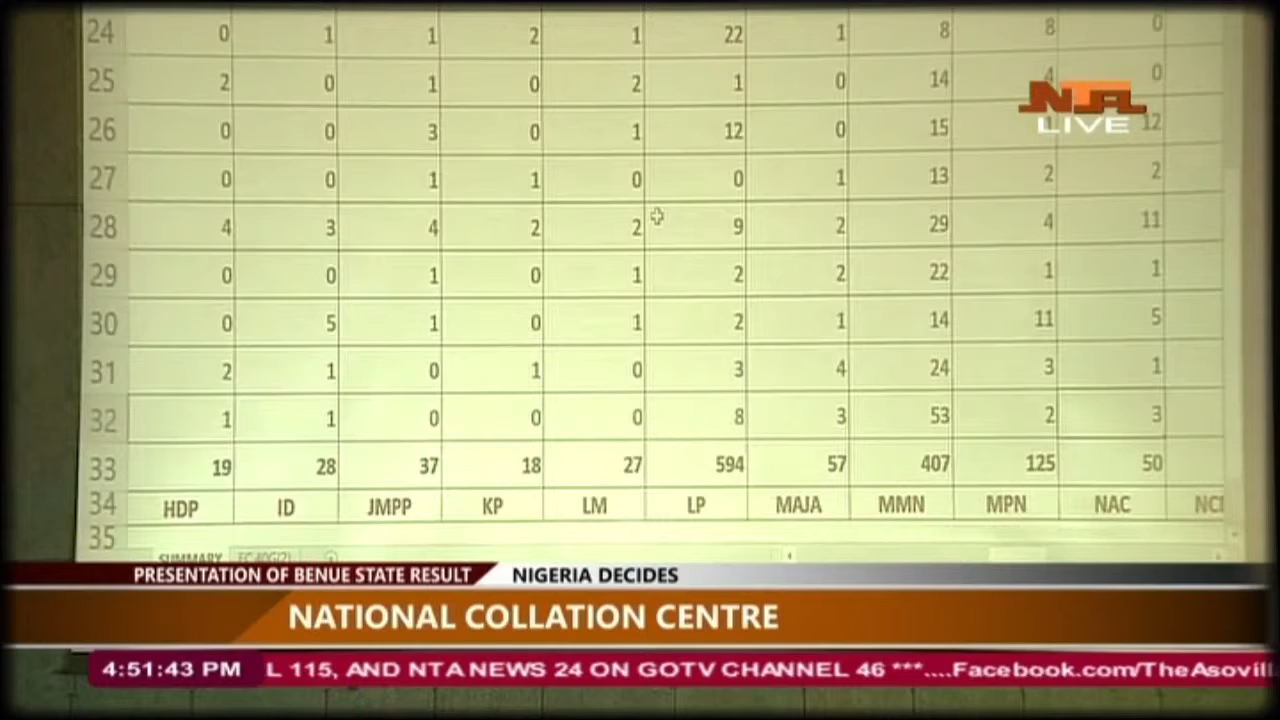 24 0 1 1 2 1 22 1 8 8 0
25 2 0 1 0 2 1 0 14 4 0
NTA
LIVE
26 0 0 3 0 1 12 0 15 12
27 0 0 1 1 0 0 1 13 2 2
28 4 3 4 2 2 9 2 29 4 11
29 0 0 1 0 1 2 2 22 1 1
30 0 5 1 0 1 2 1 14 11 5
31 2 1 0 1 0 3 4 24 3 1
32 1 1 0 0 0 8 3 53 2 3
33 19 28 37 18 27 594 57 407 125 50
34 HDP ID JMPP KP LM LP MAJA MMN MPN NAC
35
SUMMARY
PRESENTATION OF BENUE STATE RESULT NIGERIA DECIDES
NATIONAL COLLATION CENTRE
4:51:43 PM L 115, AND NTA NEWS 24 ON GOTV CHANNEL 46 ***....Facebook.com/TheAsovill